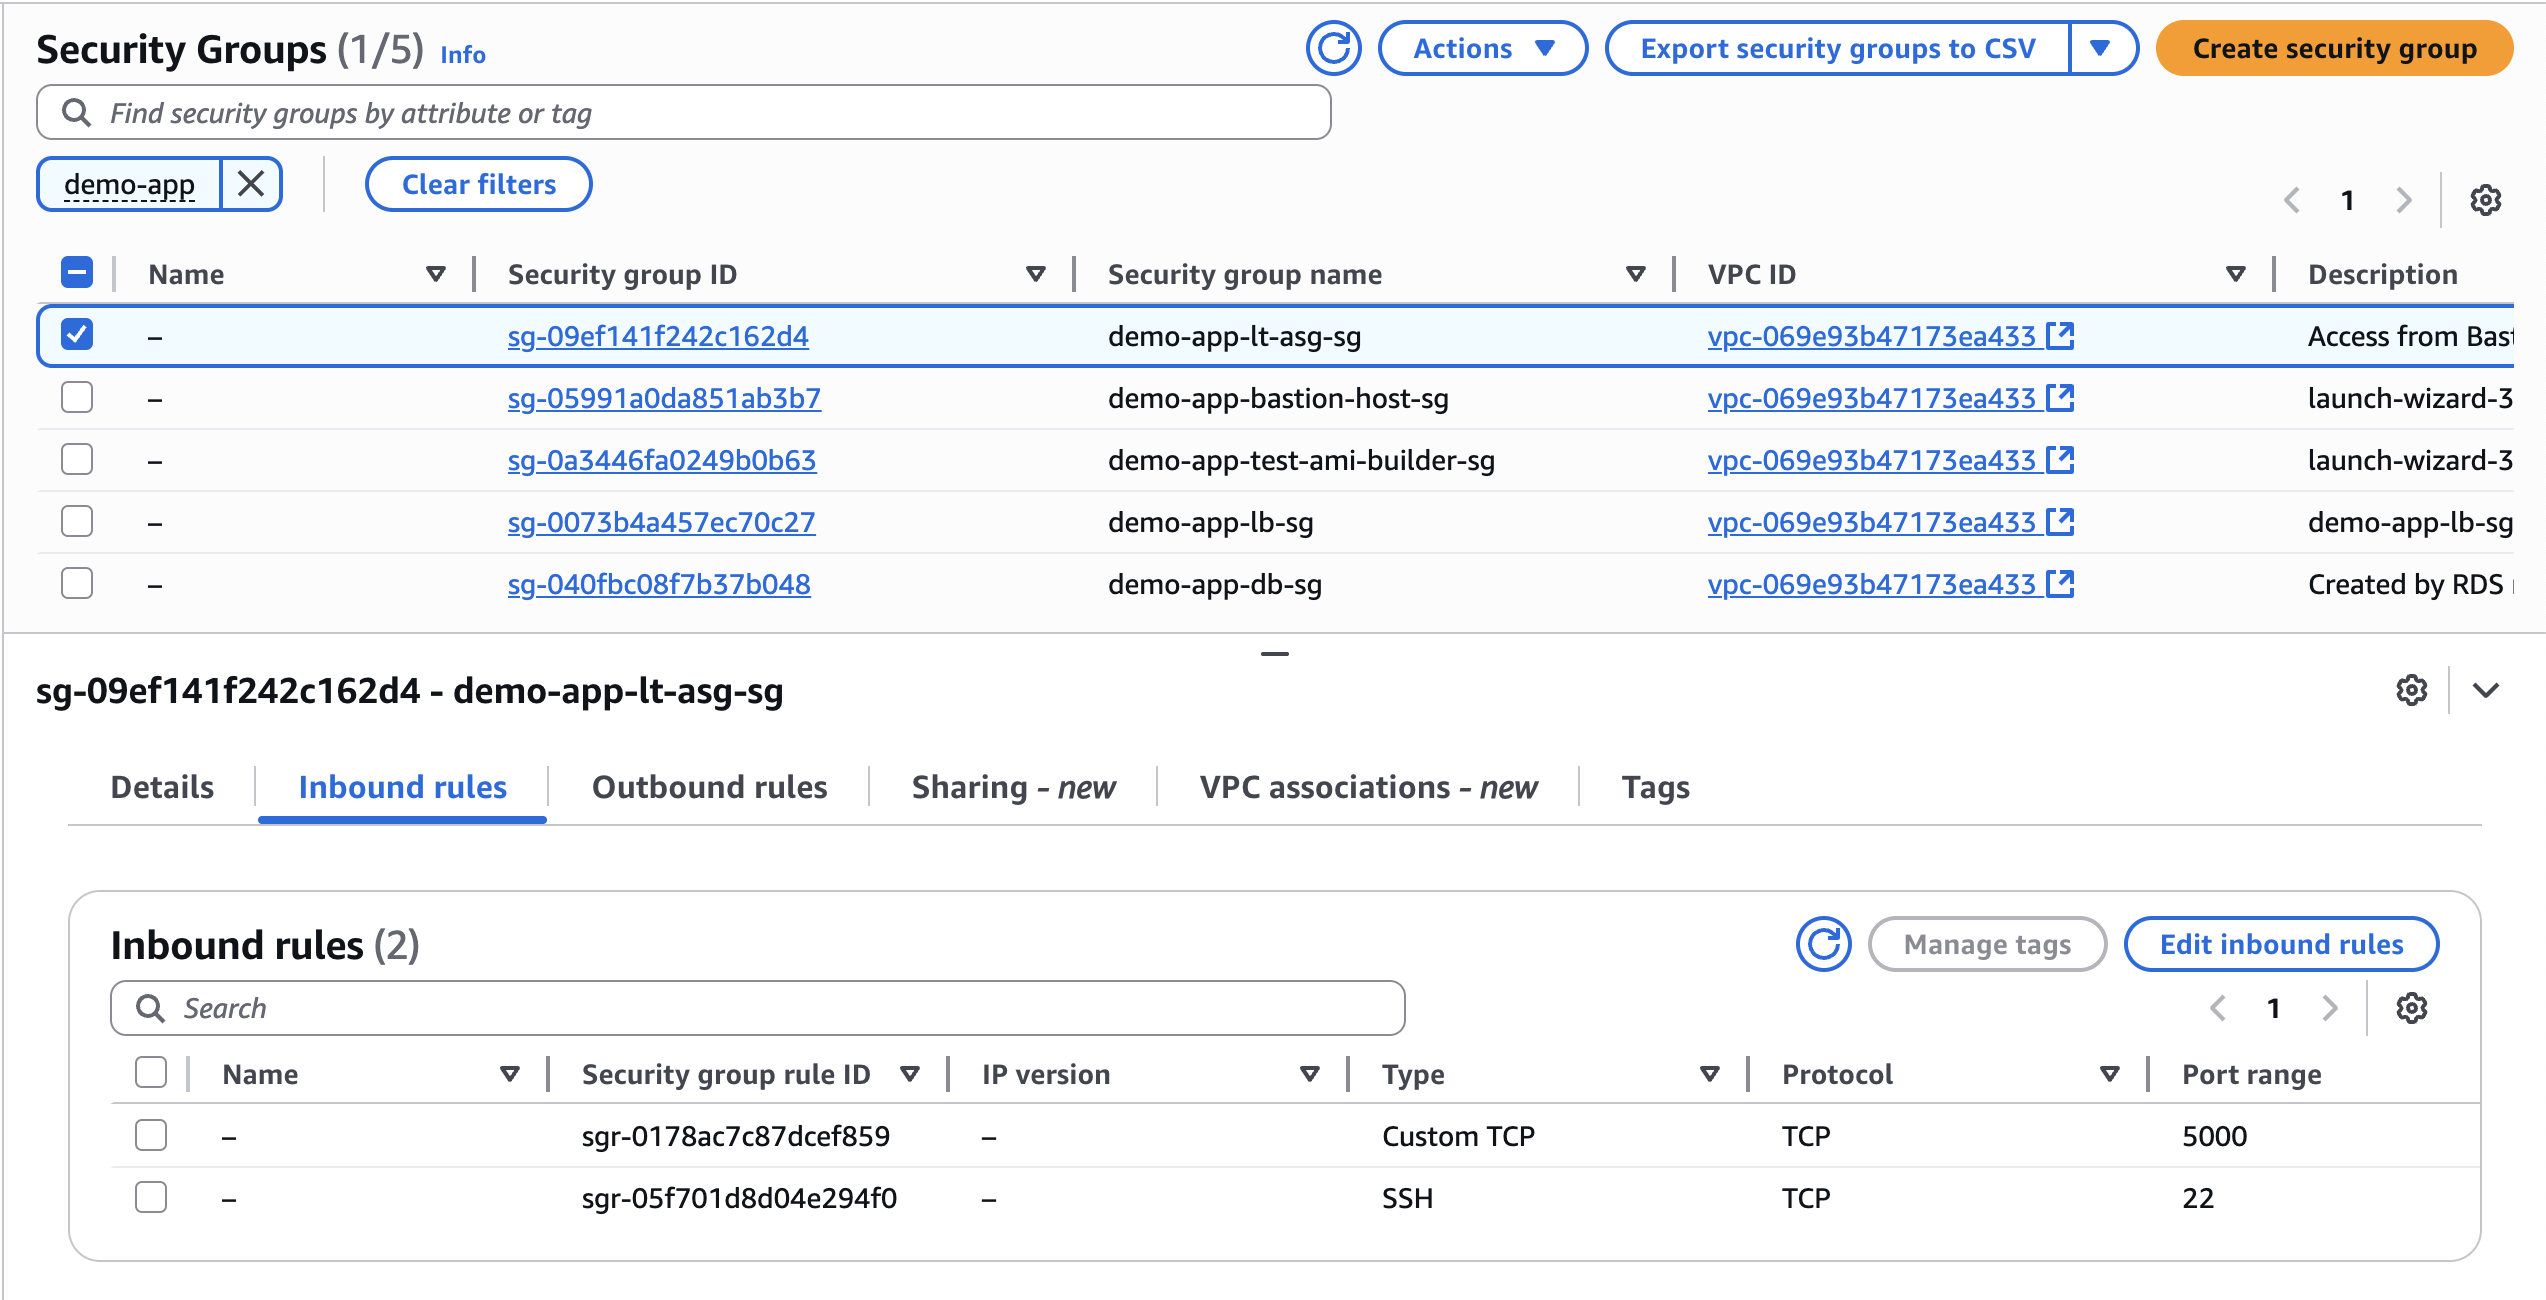 Security Groups (1/5) Info
Actions
Export security groups to CSV
Create security group
Find security groups by attribute or tag
demo-app
Clear filters
1
Name Security group ID Security group name VPC ID Description
– sg-09ef141f242c162d4 demo-app-lt-asg-sg vpc-069e93b47173ea433 Access from Bast
– sg-05991a0da851ab3b7 demo-app-bastion-host-sg vpc-069e93b47173ea433 launch-wizard-3
– sg-0a3446fa0249b0b63 demo-app-test-ami-builder-sg vpc-069e93b47173ea433 launch-wizard-3
– sg-0073b4a457ec70c27 demo-app-lb-sg vpc-069e93b47173ea433 demo-app-lb-sg
– sg-040fbc08f7b37b048 demo-app-db-sg vpc-069e93b47173ea433 Created by RDS
sg-09ef141f242c162d4 - demo-app-lt-asg-sg
Details Inbound rules Outbound rules Sharing - new VPC associations - new Tags
Inbound rules (2)
Manage tags
Edit inbound rules
Search
1
Name Security group rule ID IP version Type Protocol Port range
– sgr-0178ac7c87dcef859 – Custom TCP TCP 5000
– sgr-05f701d8d04e294f0 – SSH TCP 22